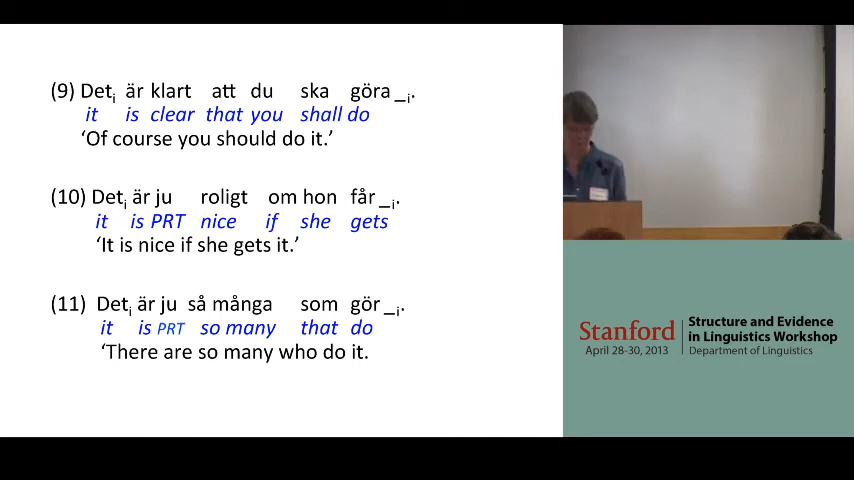 (9) Detᵢ är klart att du ska göra _ᵢ.
it is clear that you shall do
‘Of course you should do it.’
(10) Detᵢ är ju roligt om hon får _ᵢ.
it is PRT nice if she gets
‘It is nice if she gets it.’
(11) Detᵢ är ju så många som gör _ᵢ.
it is PRT so many that do
‘There are so many who do it.
Stanford
April 28-30, 2013
Structure and Evidence
in Linguistics Workshop
Department of Linguistics